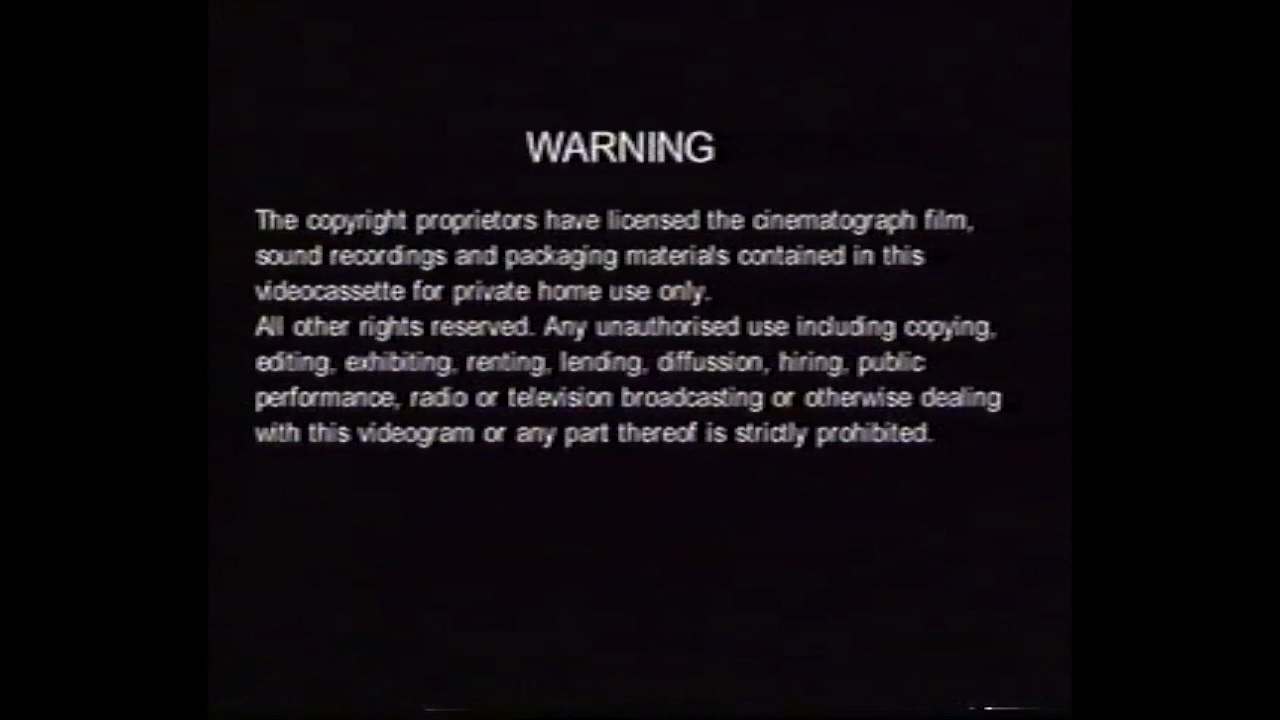 WARNING
The copyright proprietors have licensed the cinematograph film,
sound recordings and packaging materials contained in this
videocassette for private home use only.
All other rights reserved. Any unauthorised use including copying,
editing, exhibiting, renting, lending, diffussion, hiring, public
performance, radio or television broadcasting or otherwise dealing
with this videogram or any part thereof is strictly prohibited.